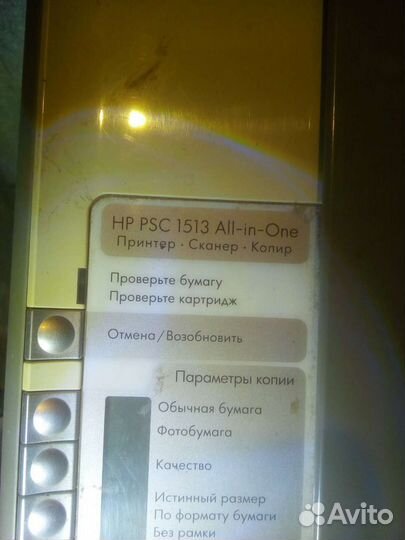 HP PSC 1513 All-in-One
Принтер · Сканер · Копир
Проверьте бумагу
Проверьте картридж
Отмена/Возобновить
Параметры копии
Обычная бумага
Фотобумага
Качество
Истинный размер
По формату бумаги
Без рамки
Avito